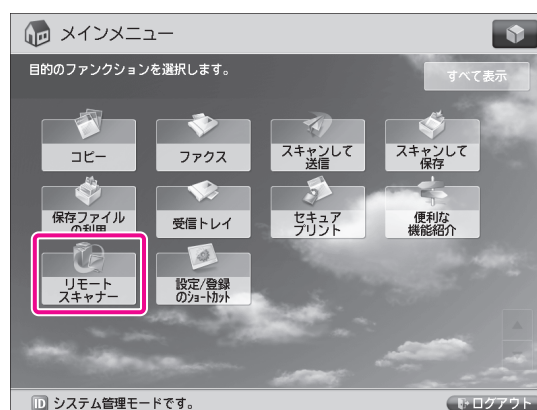 メインメニュー
目的のファンクションを選択します。
すべて表示
コピー
ファクス
スキャンして
送信
スキャンして
保存
保存ファイル
の利用
受信トレイ
セキュア
プリント
便利な
機能紹介
リモート
スキャナー
設定/登録
のｼｮｰﾄｶｯﾄ
ID システム管理モードです。
ログアウト